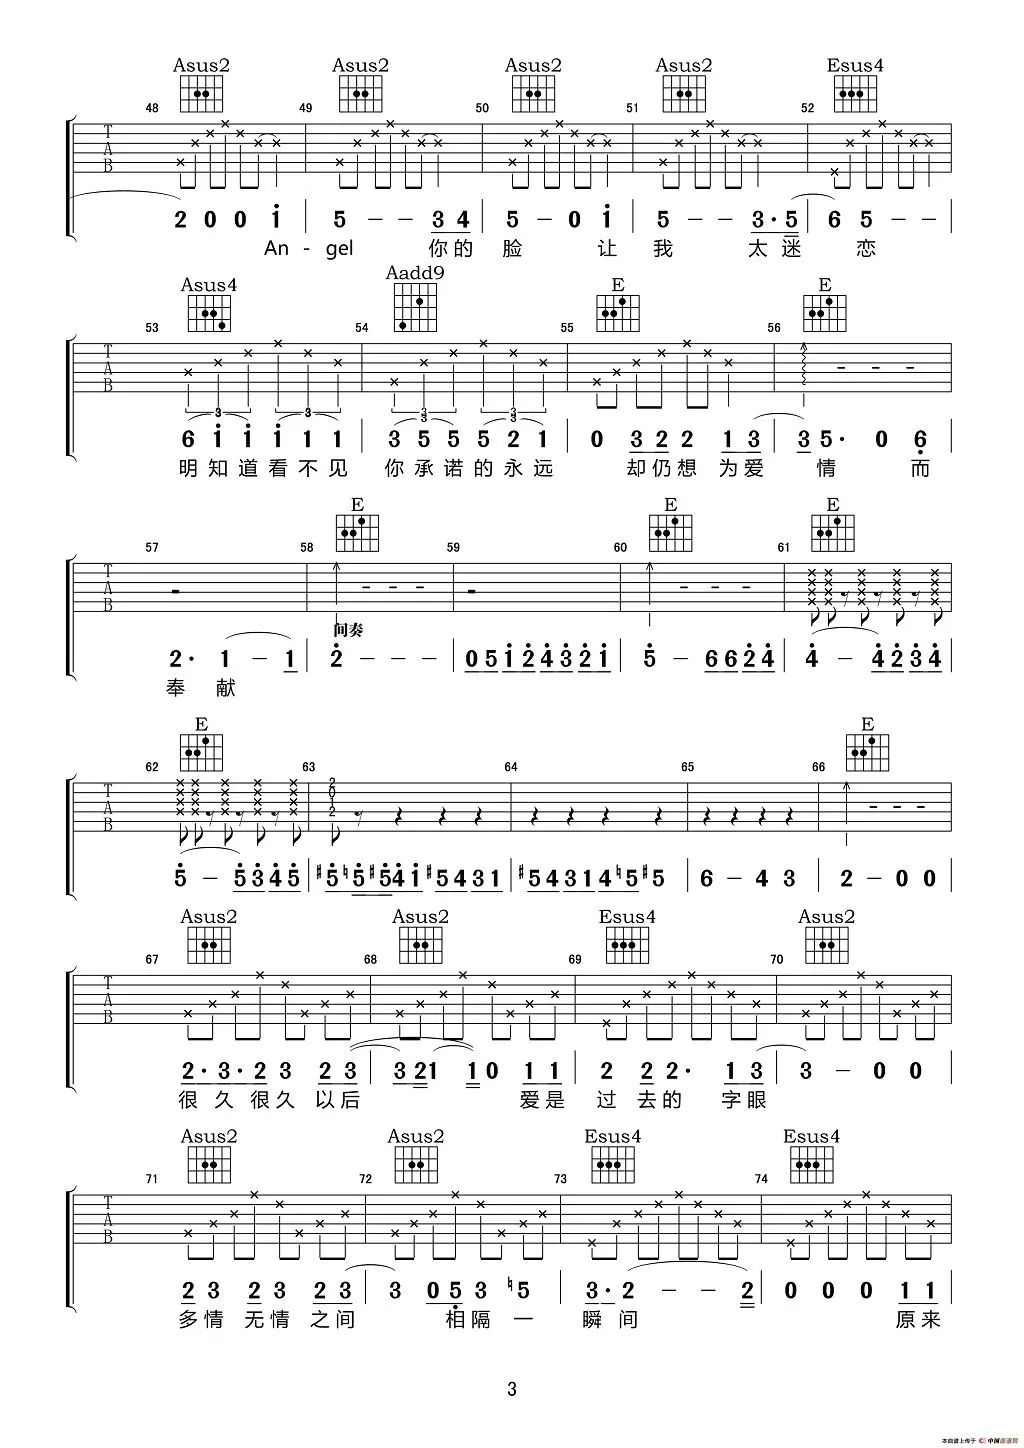 Asus2 Asus2 Asus2 Asus2 Esus4
48 49 50 51 52
T A B
2 0 0 1 5 - - 3 4 5 - 0 1 5 - - 3· 5 6 5 - -
An - gel 你 的 脸 让 我 太 迷 恋
Asus4 Aadd9 E E
53 54 55 56
T A B
3 3 3 3
6 1 1 1 1 1 3 5 5 5 2 1 0 3 2 2 1 3 3 5· 0 6
明 知 道 看 不 见 你 承 诺 的 永 远 却 仍 想 为 爱 情 而
E E E
57 58 59 60 61
T A B
间奏
2· 1 - 1 2 - - - 0 5 1 2 4 3 2 1 5 - 6 6 2 4 4 - 4 2 3 4
奉 献
E E
62 63 64 65 66
T A B
2 0 1 2
5 - 5 3 4 5 #5 ♮5 #5 4 1 #5 4 3 1 #5 4 3 1 4 ♮5 #5 6 - 4 3 2 - 0 0
Asus2 Asus2 Esus4 Asus2
67 68 69 70
T A B
2· 3· 2 3 2 3 3 2 1 1 0 1 1 2 2 2· 1 3 3 - 0 0
很 久 很 久 以 后 爱 是 过 去 的 字 眼
Asus2 Asus2 Esus4 Esus4
71 72 73 74
T A B
2 3 2 3 2 3 3 0 5 3 ♮5 3· 2 - - 2 0 0 0 1 1
多 情 无 情 之 间 相 隔 一 瞬 间 原 来
3
本曲谱上传于 中国曲谱网